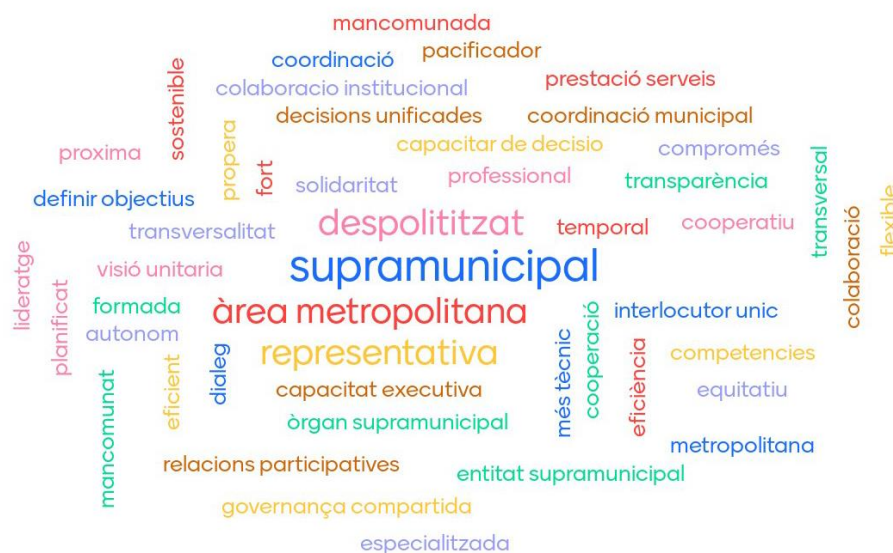 mancomunada
pacificador
coordinació
sostenible
colaboracio institucional
prestació serveis
decisions unificades
coordinació municipal
propera
capacitar de decisio
proxima
fort
compromés
transversal
solidaritat
professional
transparència
definir objectius
despolititzat
temporal
cooperatiu
colaboració
flexible
transversalitat
lideratge
visió unitaria
supramunicipal
planificat
formada
àrea metropolitana
interlocutor unic
autonom
dialeg
representativa
més tècnic
cooperació
eficiència
competencies
eficient
capacitat executiva
equitatiu
mancomunat
òrgan supramunicipal
metropolitana
relacions participatives
entitat supramunicipal
governança compartida
especialitzada